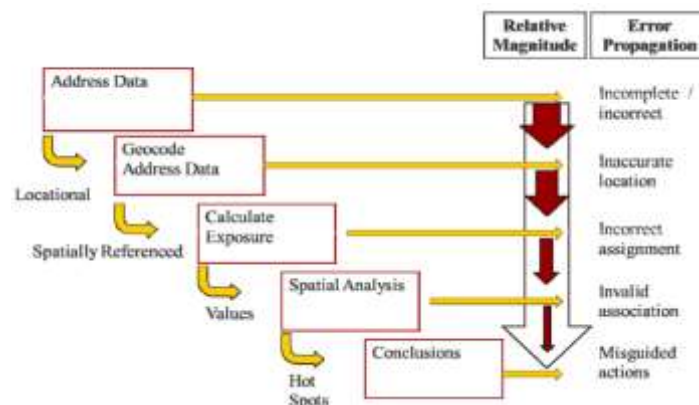 Relative
Magnitude
Error
Propagation
Address Data
Incomplete /
incorrect
Geocode
Address Data
Inaccurate
location
Locational
Calculate
Exposure
Incorrect
assignment
Spatially Referenced
Spatial Analysis
Invalid
association
Values
Conclusions
Misguided
actions
Hot
Spots